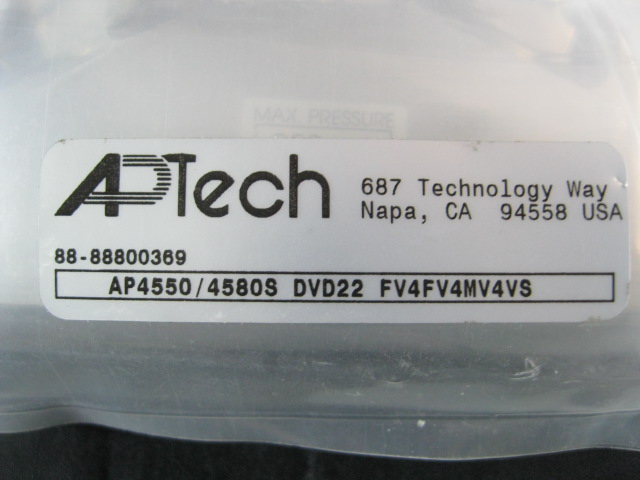 MAX. PRESSURE
APTech
687 Technology Way
Napa, CA 94558 USA
88-88800369
AP4550/4580S DVD22 FV4FV4MV4VS